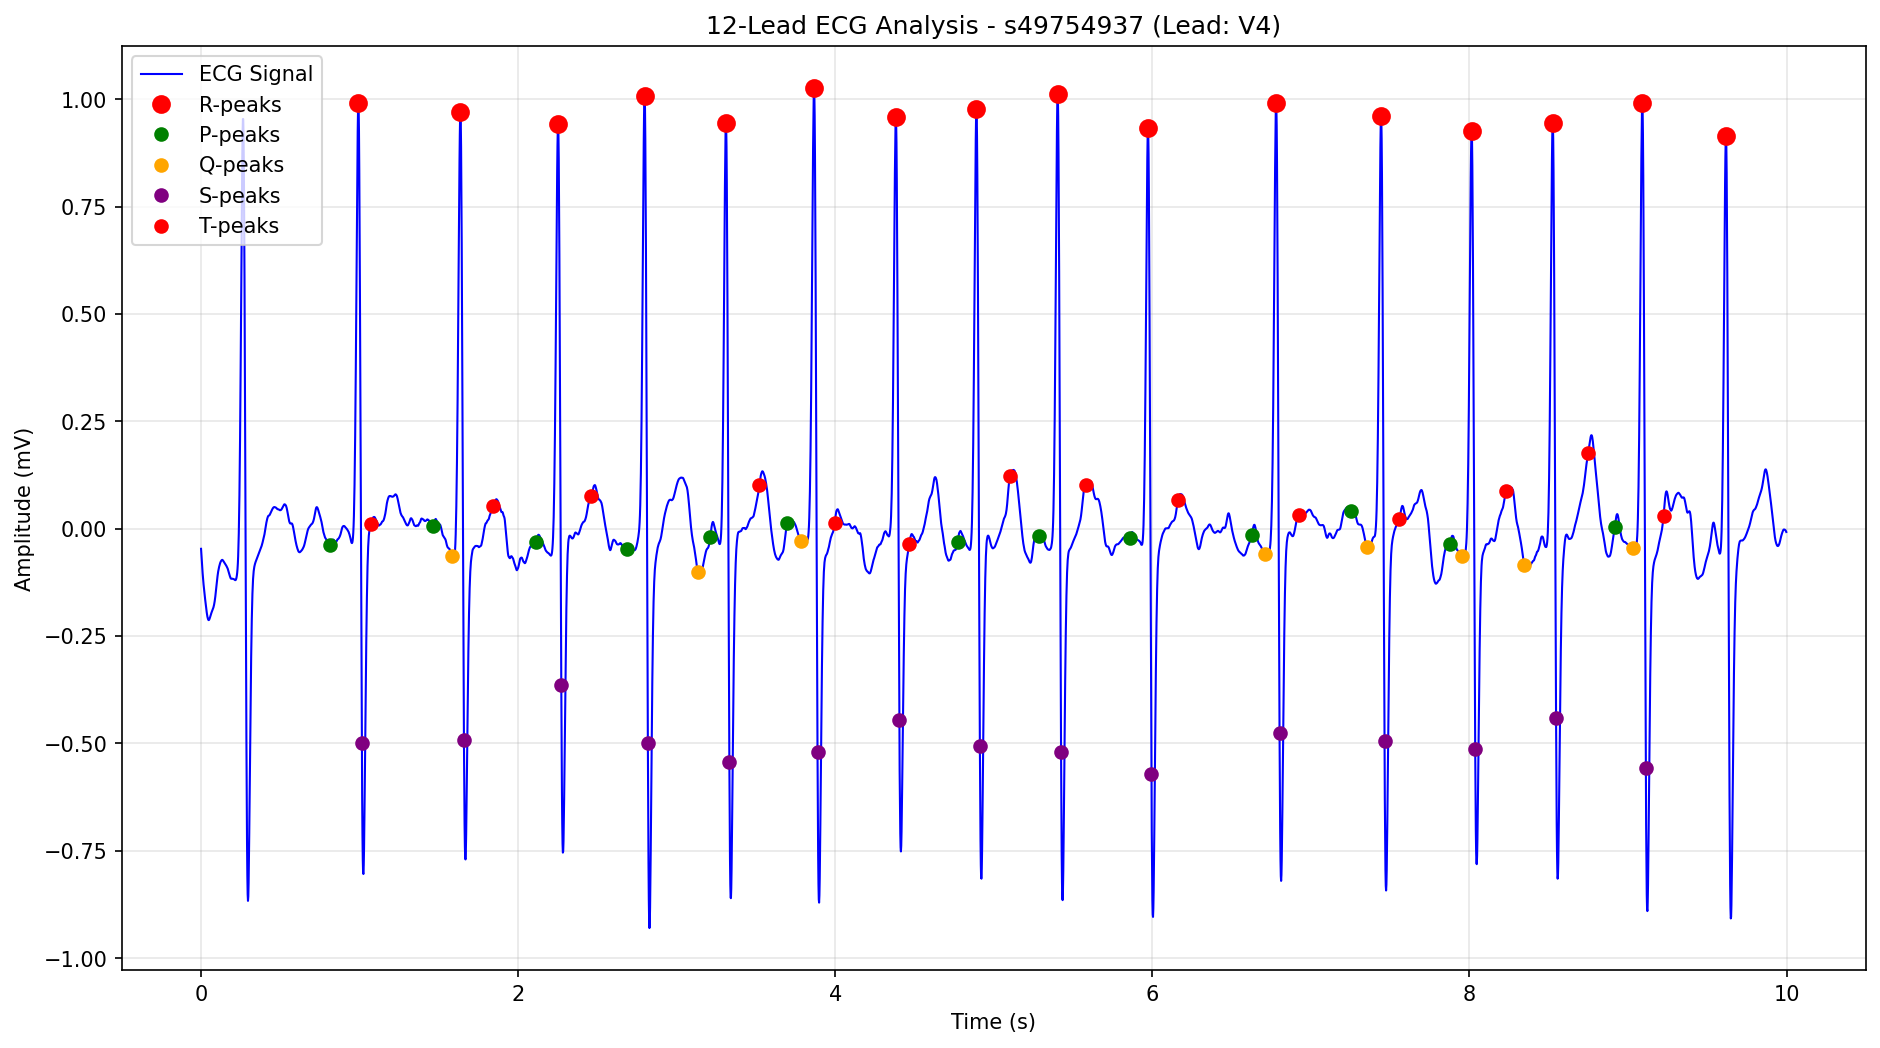 12-Lead ECG Analysis - s49754937 (Lead: V4)
ECG Signal
R-peaks
P-peaks
Q-peaks
S-peaks
T-peaks
1.00
0.75
0.50
0.25
0.00
−0.25
−0.50
−0.75
−1.00
Amplitude (mV)
0 2 4 6 8 10
Time (s)